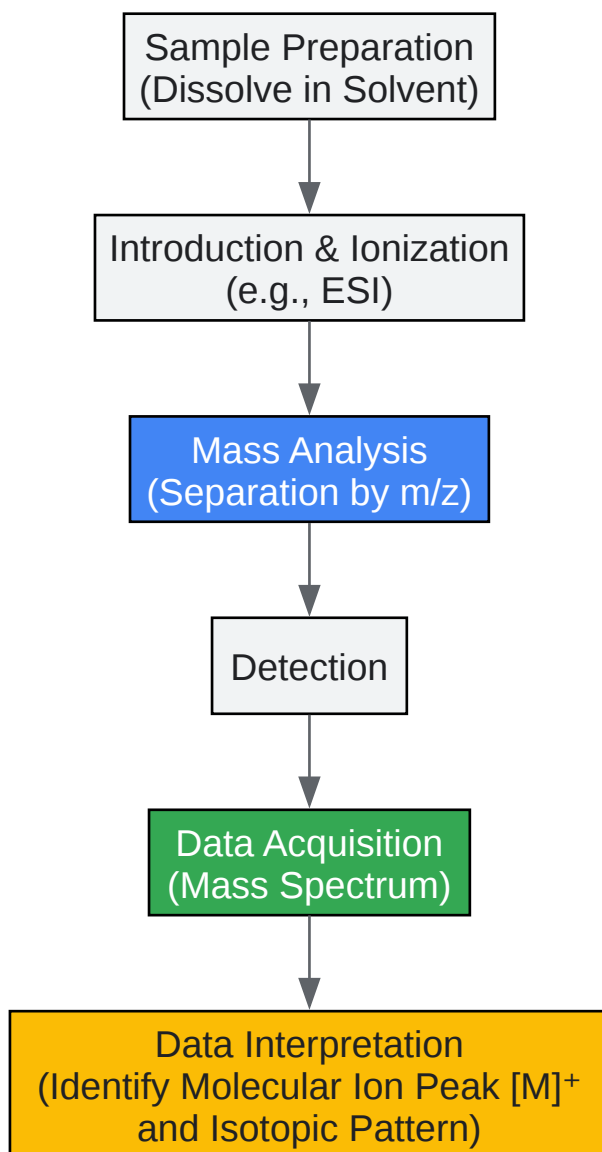 Sample Preparation
(Dissolve in Solvent)
Introduction & Ionization
(e.g., ESI)
Mass Analysis
(Separation by m/z)
Detection
Data Acquisition
(Mass Spectrum)
Data Interpretation
(Identify Molecular Ion Peak [M]⁺
and Isotopic Pattern)